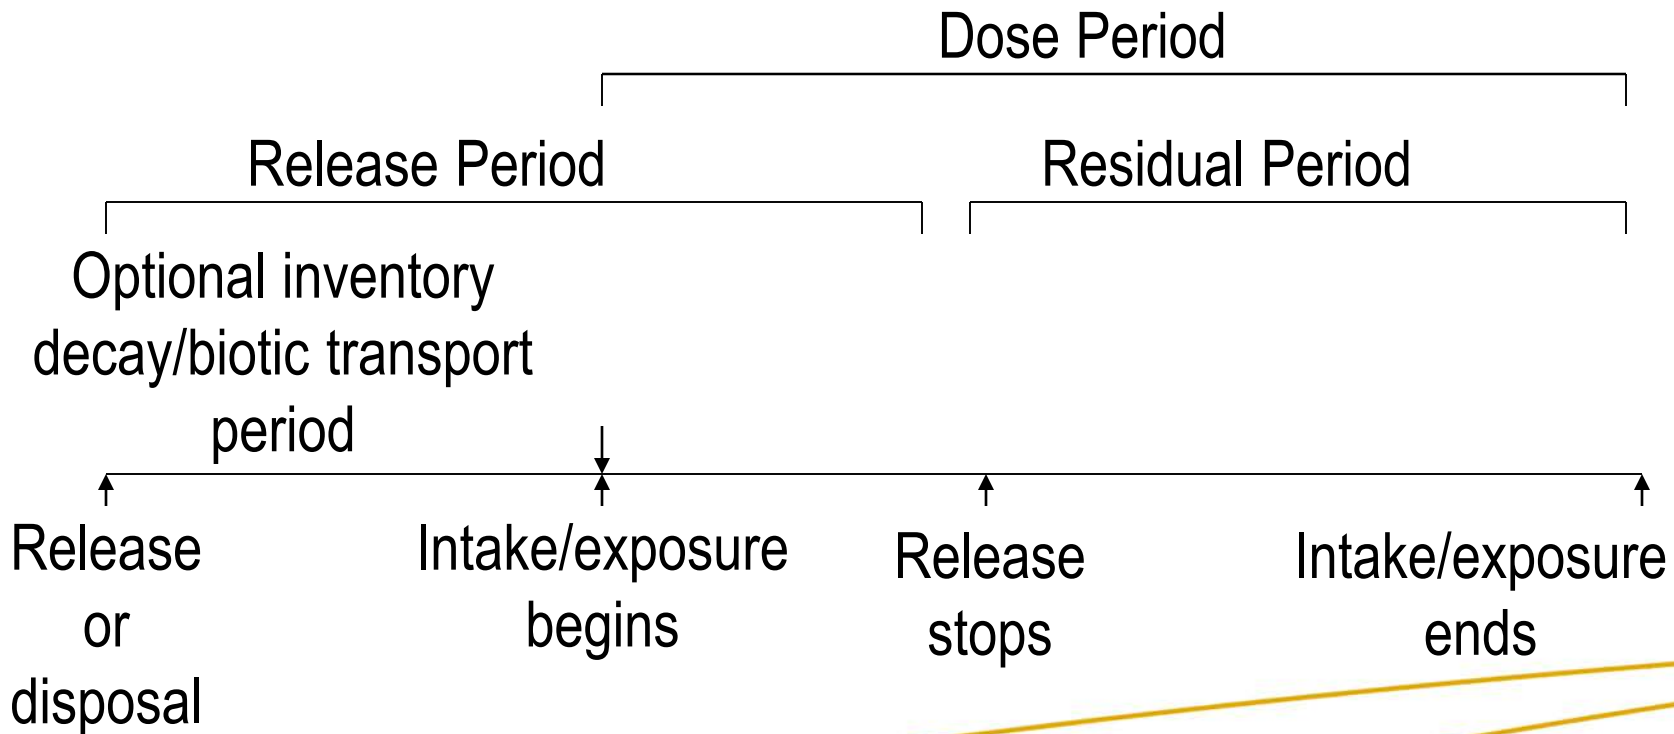 Dose Period
Release Period
Residual Period
Optional inventory
decay/biotic transport
period
Release
or
disposal
Intake/exposure
begins
Release
stops
Intake/exposure
ends